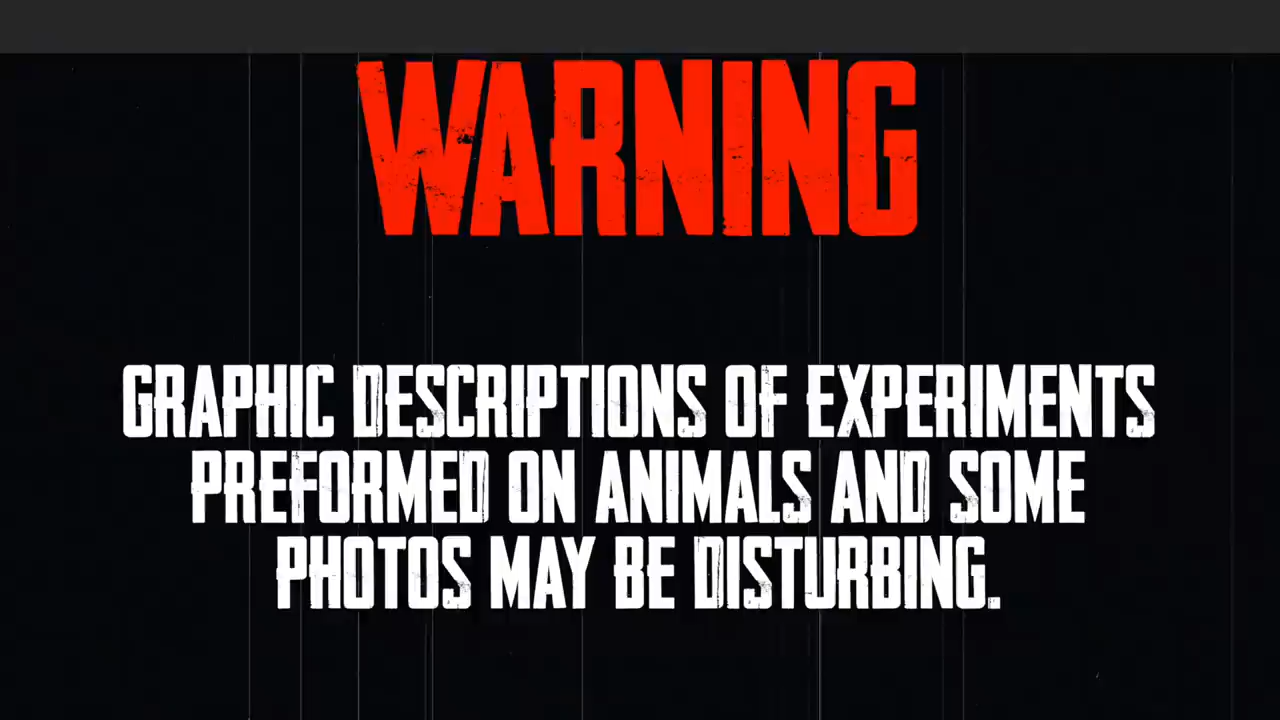 WARNING
GRAPHIC DESCRIPTIONS OF EXPERIMENTS
PREFORMED ON ANIMALS AND SOME
PHOTOS MAY BE DISTURBING.